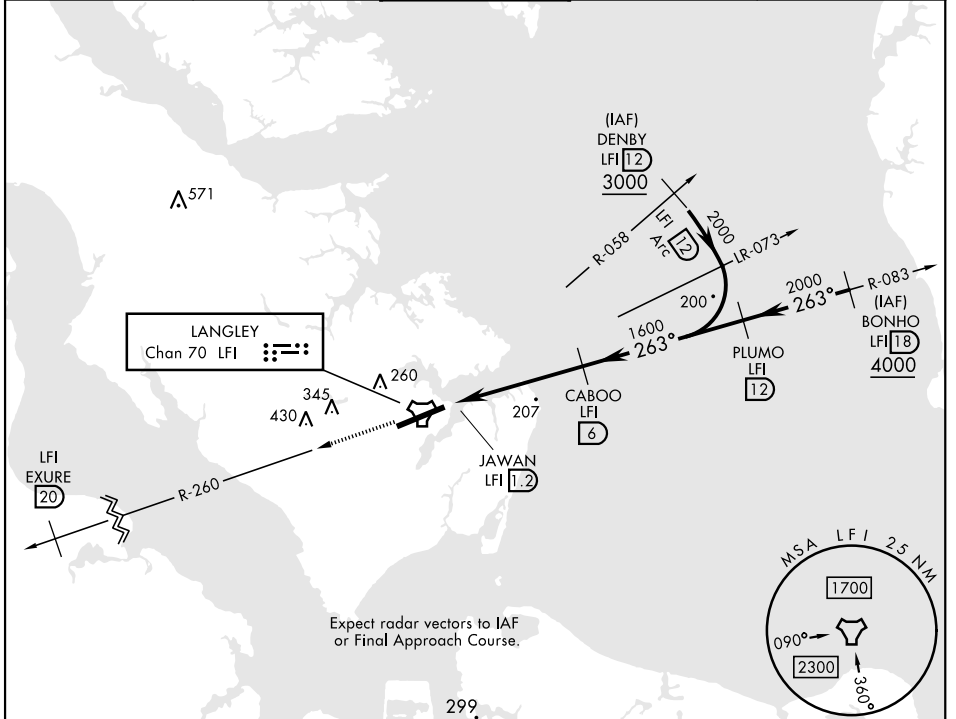 (IAF)
DENBY
LFI 12
3000
571
R-058
LFI
12
Arc
2000
LR-073
200
2000
263°
R-083
(IAF)
BONHO
LFI 18
4000
1600
263°
PLUMO
LFI
12
LANGLEY
Chan 70 LFI
260
345
430
207
CABOO
LFI
6
JAWAN
LFI 1.2
LFI
EXURE
20
R-260
MSA LFI 25 NM
1700
090°
2300
360°
Expect radar vectors to IAF
or Final Approach Course.
299